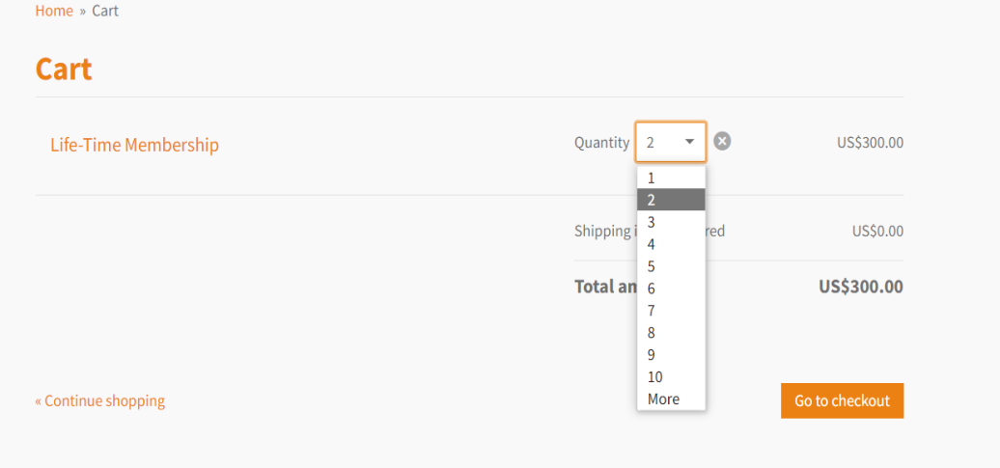 Home » Cart
Cart
Life-Time Membership
Quantity 2 US$300.00
1
2
3
4
5
6
7
8
9
10
More
Shipping red US$0.00
Total US$300.00
« Continue shopping
Go to checkout